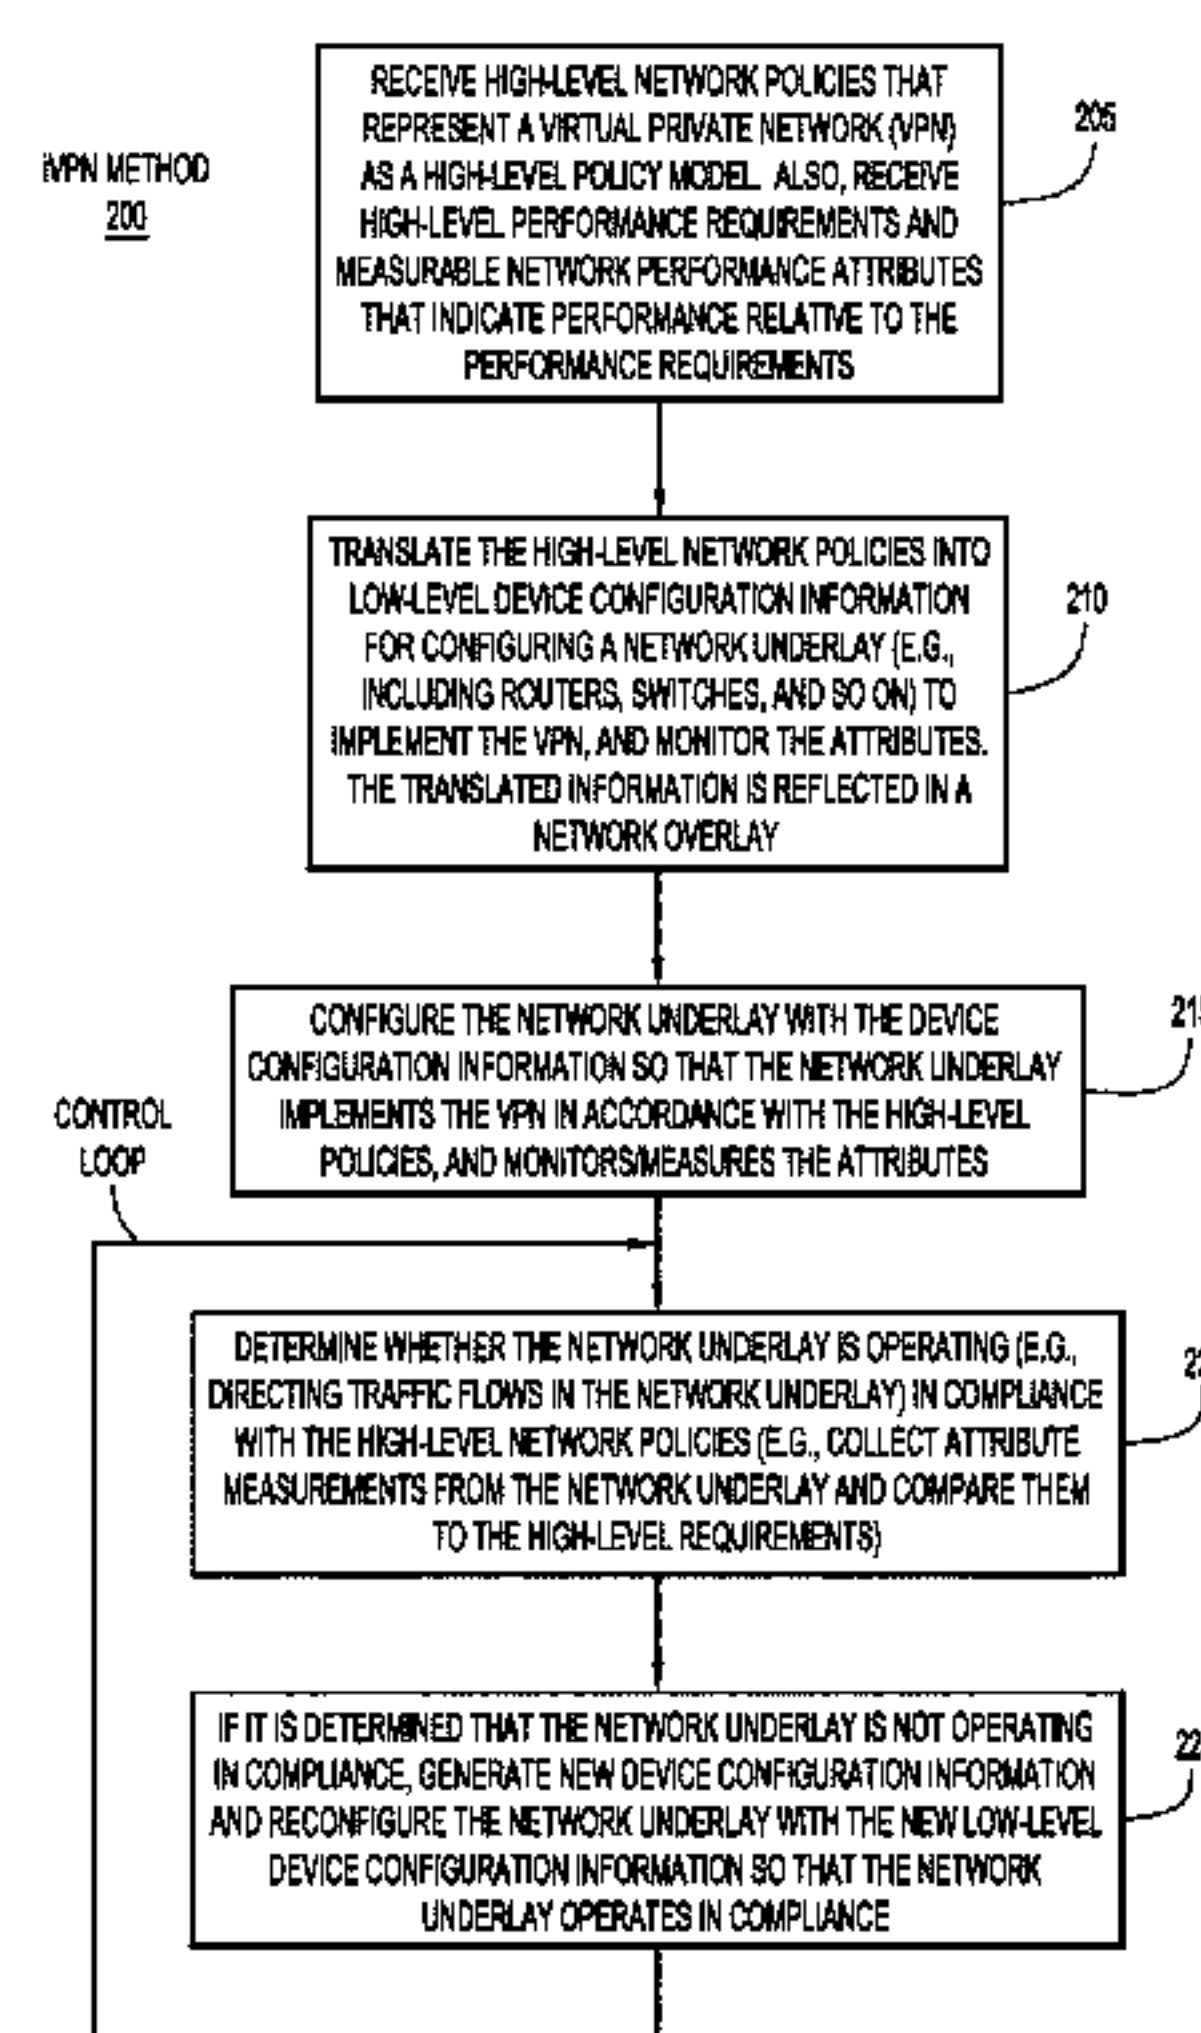 RECEIVE HIGH-LEVEL NETWORK POLICIES THAT
REPRESENT A VIRTUAL PRIVATE NETWORK (VPN)
AS A HIGH-LEVEL POLICY MODEL. ALSO, RECEIVE
HIGH-LEVEL PERFORMANCE REQUIREMENTS AND
MEASURABLE NETWORK PERFORMANCE ATTRIBUTES
THAT INDICATE PERFORMANCE RELATIVE TO THE
PERFORMANCE REQUIREMENTS
205
iVPN METHOD
200
TRANSLATE THE HIGH-LEVEL NETWORK POLICIES INTO
LOW-LEVEL DEVICE CONFIGURATION INFORMATION
FOR CONFIGURING A NETWORK UNDERLAY (E.G.,
INCLUDING ROUTERS, SWITCHES, AND SO ON) TO
IMPLEMENT THE VPN, AND MONITOR THE ATTRIBUTES.
THE TRANSLATED INFORMATION IS REFLECTED IN A
NETWORK OVERLAY
210
CONFIGURE THE NETWORK UNDERLAY WITH THE DEVICE
CONFIGURATION INFORMATION SO THAT THE NETWORK UNDERLAY
IMPLEMENTS THE VPN IN ACCORDANCE WITH THE HIGH-LEVEL
POLICIES, AND MONITORS/MEASURES THE ATTRIBUTES
CONTROL
LOOP
DETERMINE WHETHER THE NETWORK UNDERLAY IS OPERATING (E.G.,
DIRECTING TRAFFIC FLOWS IN THE NETWORK UNDERLAY) IN COMPLIANCE
WITH THE HIGH-LEVEL NETWORK POLICIES (E.G., COLLECT ATTRIBUTE
MEASUREMENTS FROM THE NETWORK UNDERLAY AND COMPARE THEM
TO THE HIGH-LEVEL REQUIREMENTS)
IF IT IS DETERMINED THAT THE NETWORK UNDERLAY IS NOT OPERATING
IN COMPLIANCE, GENERATE NEW DEVICE CONFIGURATION INFORMATION
AND RECONFIGURE THE NETWORK UNDERLAY WITH THE NEW LOW-LEVEL
DEVICE CONFIGURATION INFORMATION SO THAT THE NETWORK
UNDERLAY OPERATES IN COMPLIANCE